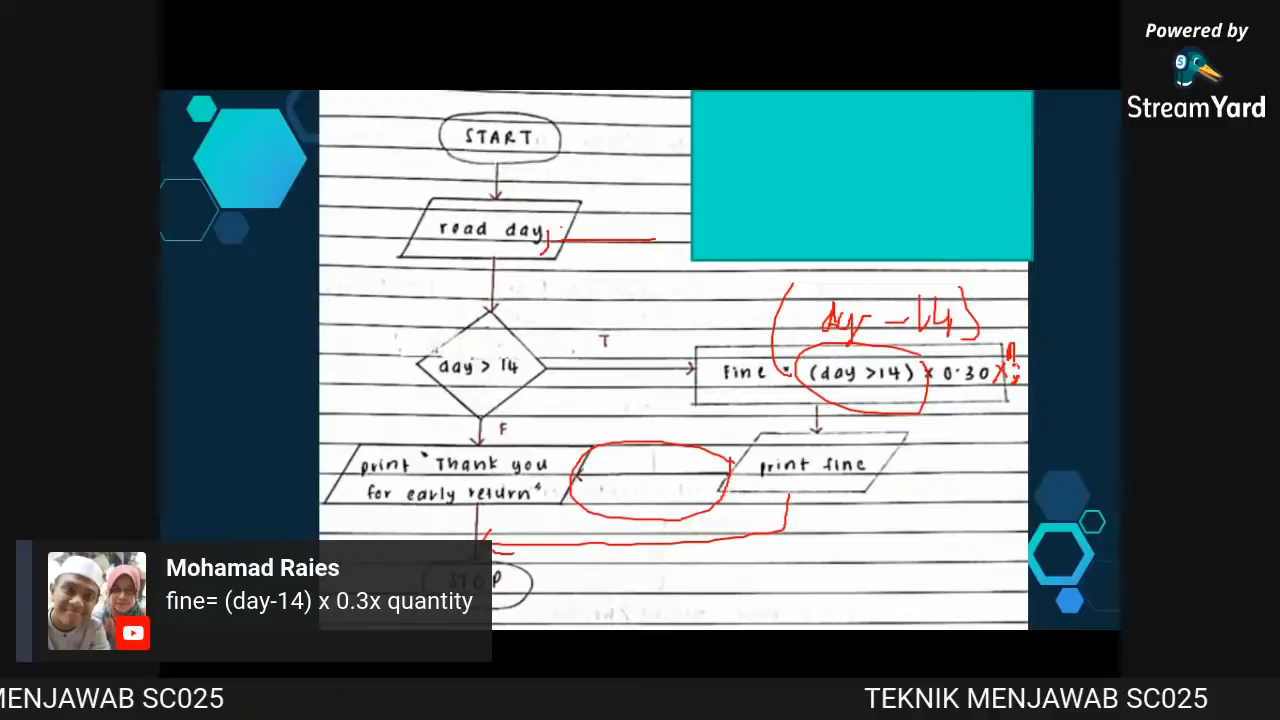 Powered by
StreamYard
START
read day,
(day - 14)
T
day > 14
fine = (day >14) x 0.30 x
F
print "Thank you
for early return"
print fine
STOP
Mohamad Raies
fine= (day-14) x 0.3x quantity
MENJAWAB SC025
TEKNIK MENJAWAB SC025